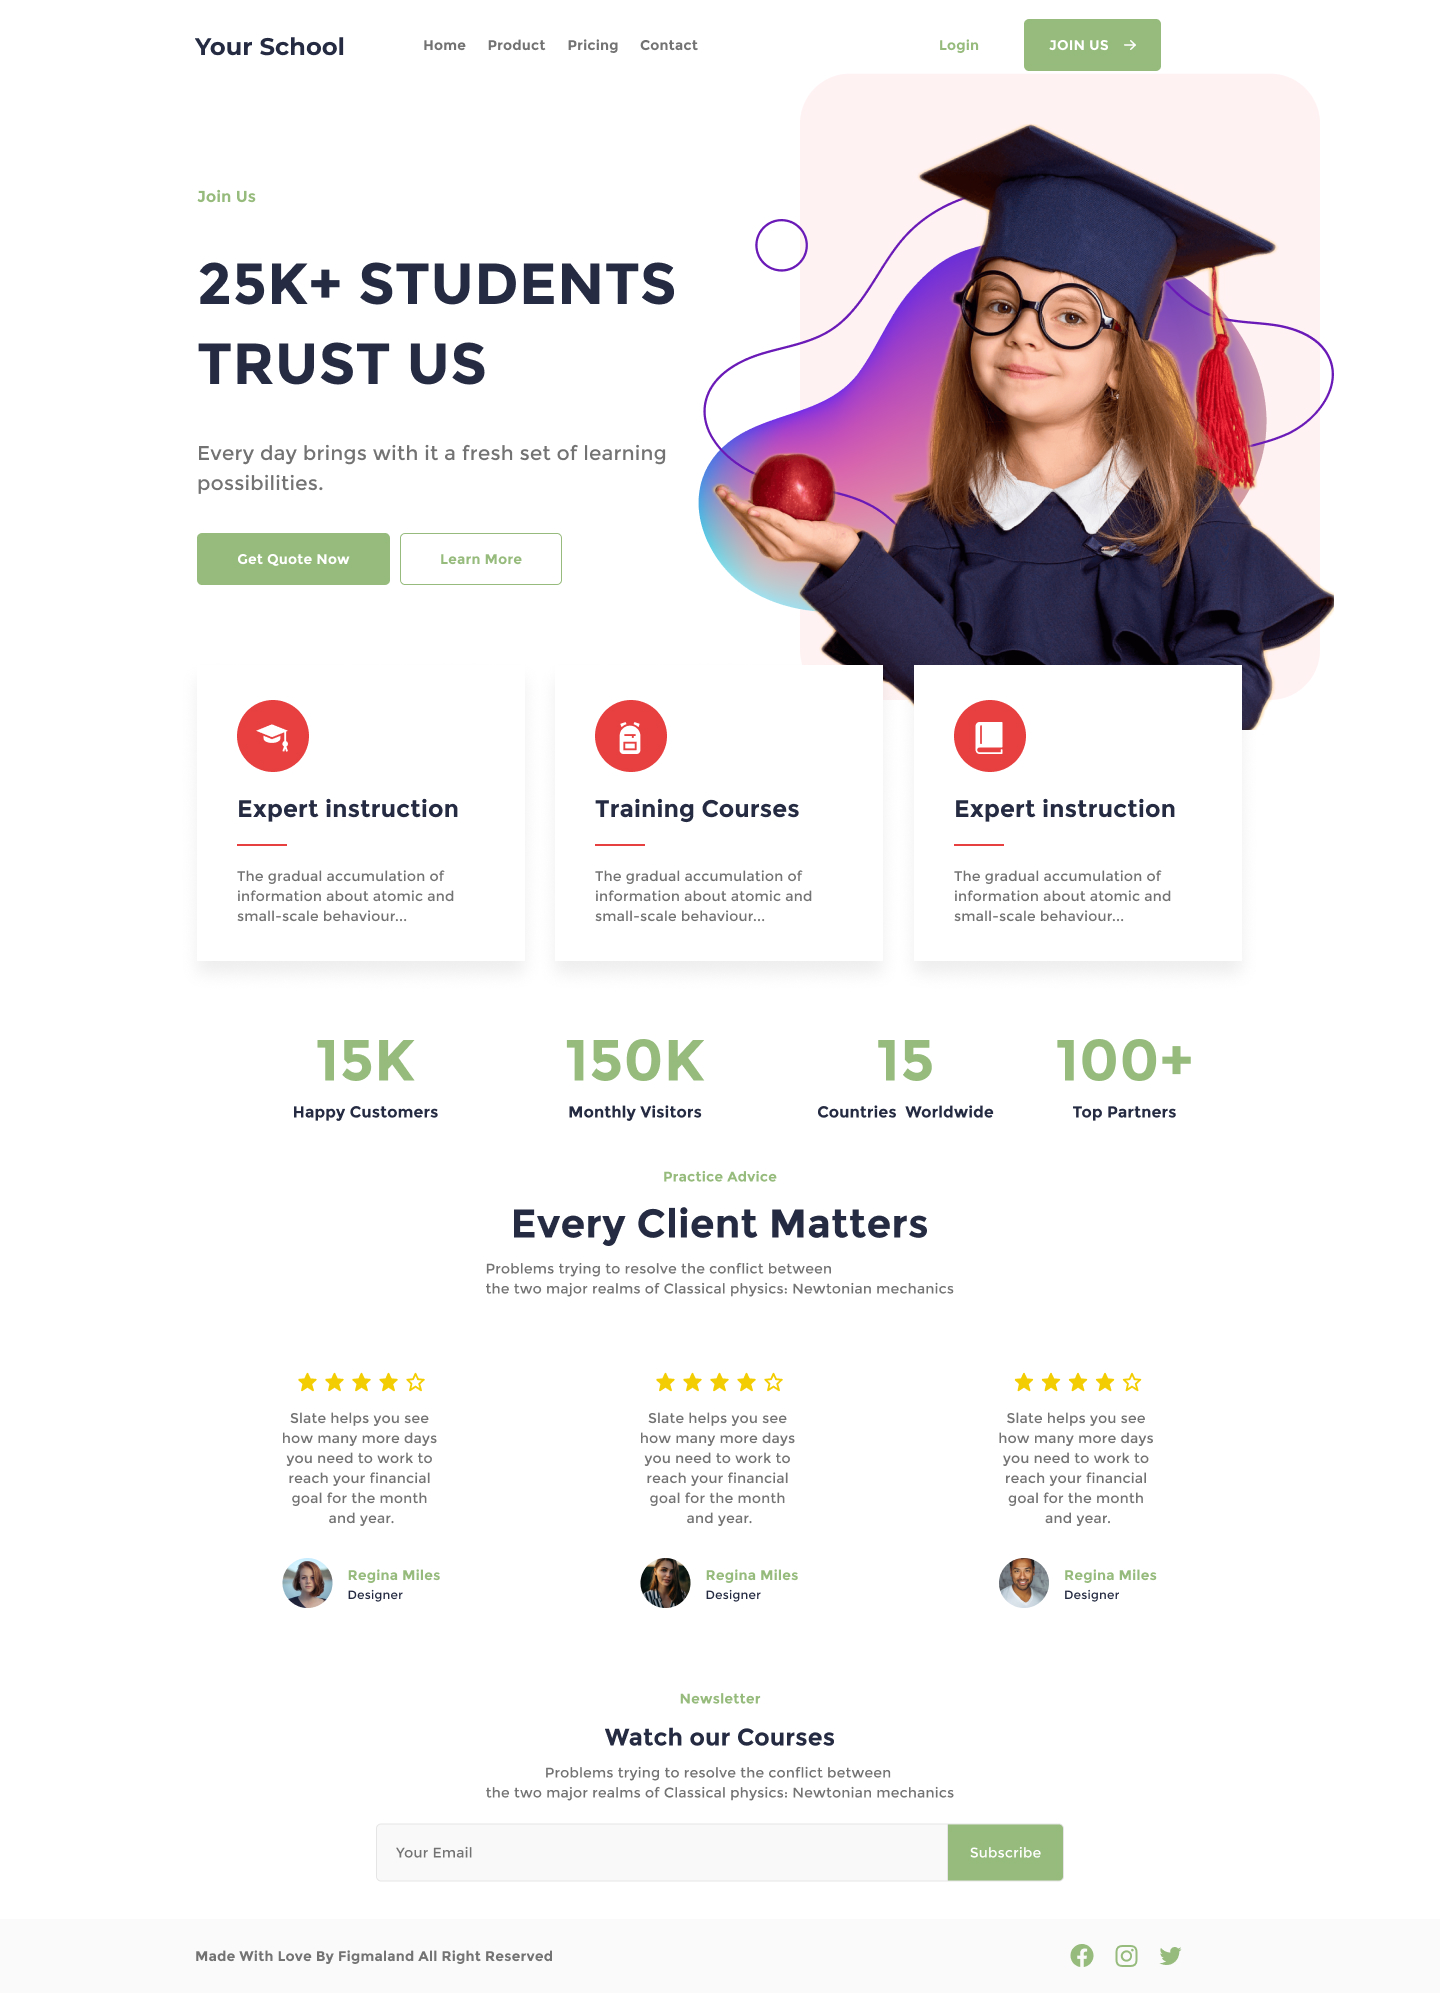 Your School
Home
Product
Pricing
Contact
Login
JOIN US
Join Us
25K+ STUDENTS
TRUST US
Every day brings with it a fresh set of learning
possibilities.
Get Quote Now
Learn More
Expert instruction
The gradual accumulation of
information about atomic and
small-scale behaviour...
Training Courses
The gradual accumulation of
information about atomic and
small-scale behaviour...
Expert instruction
The gradual accumulation of
information about atomic and
small-scale behaviour...
15K
Happy Customers
150K
Monthly Visitors
15
Countries Worldwide
100+
Top Partners
Practice Advice
Every Client Matters
Problems trying to resolve the conflict between
the two major realms of Classical physics: Newtonian mechanics
Slate helps you see
how many more days
you need to work to
reach your financial
goal for the month
and year.
Regina Miles
Designer
Slate helps you see
how many more days
you need to work to
reach your financial
goal for the month
and year.
Regina Miles
Designer
Slate helps you see
how many more days
you need to work to
reach your financial
goal for the month
and year.
Regina Miles
Designer
Newsletter
Watch our Courses
Problems trying to resolve the conflict between
the two major realms of Classical physics: Newtonian mechanics
Your Email
Subscribe
Made With Love By Figmaland All Right Reserved